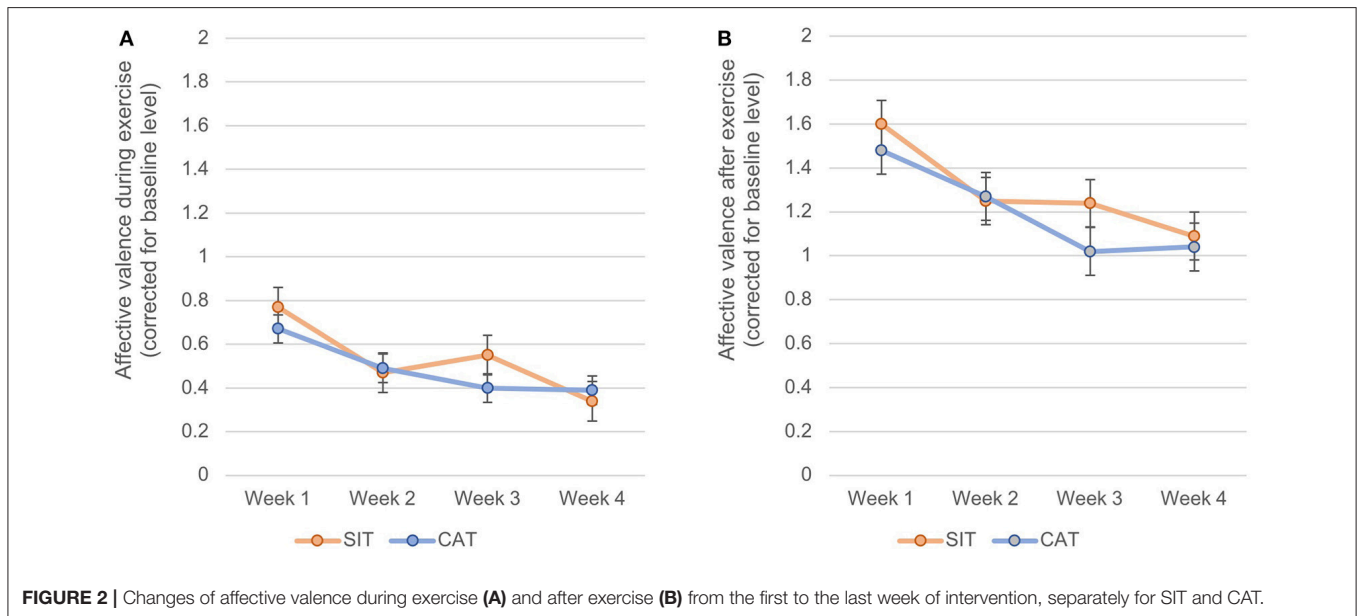 A
Affective valence during exercise
(corrected for baseline level)
2
1.8
1.6
1.4
1.2
1
0.8
0.6
0.4
0.2
0
Week 1 Week 2 Week 3 Week 4
SIT CAT
B
Affective valence after exercise
(corrected for baseline level)
2
1.8
1.6
1.4
1.2
1
0.8
0.6
0.4
0.2
0
Week 1 Week 2 Week 3 Week 4
SIT CAT
FIGURE 2 | Changes of affective valence during exercise (A) and after exercise (B) from the first to the last week of intervention, separately for SIT and CAT.